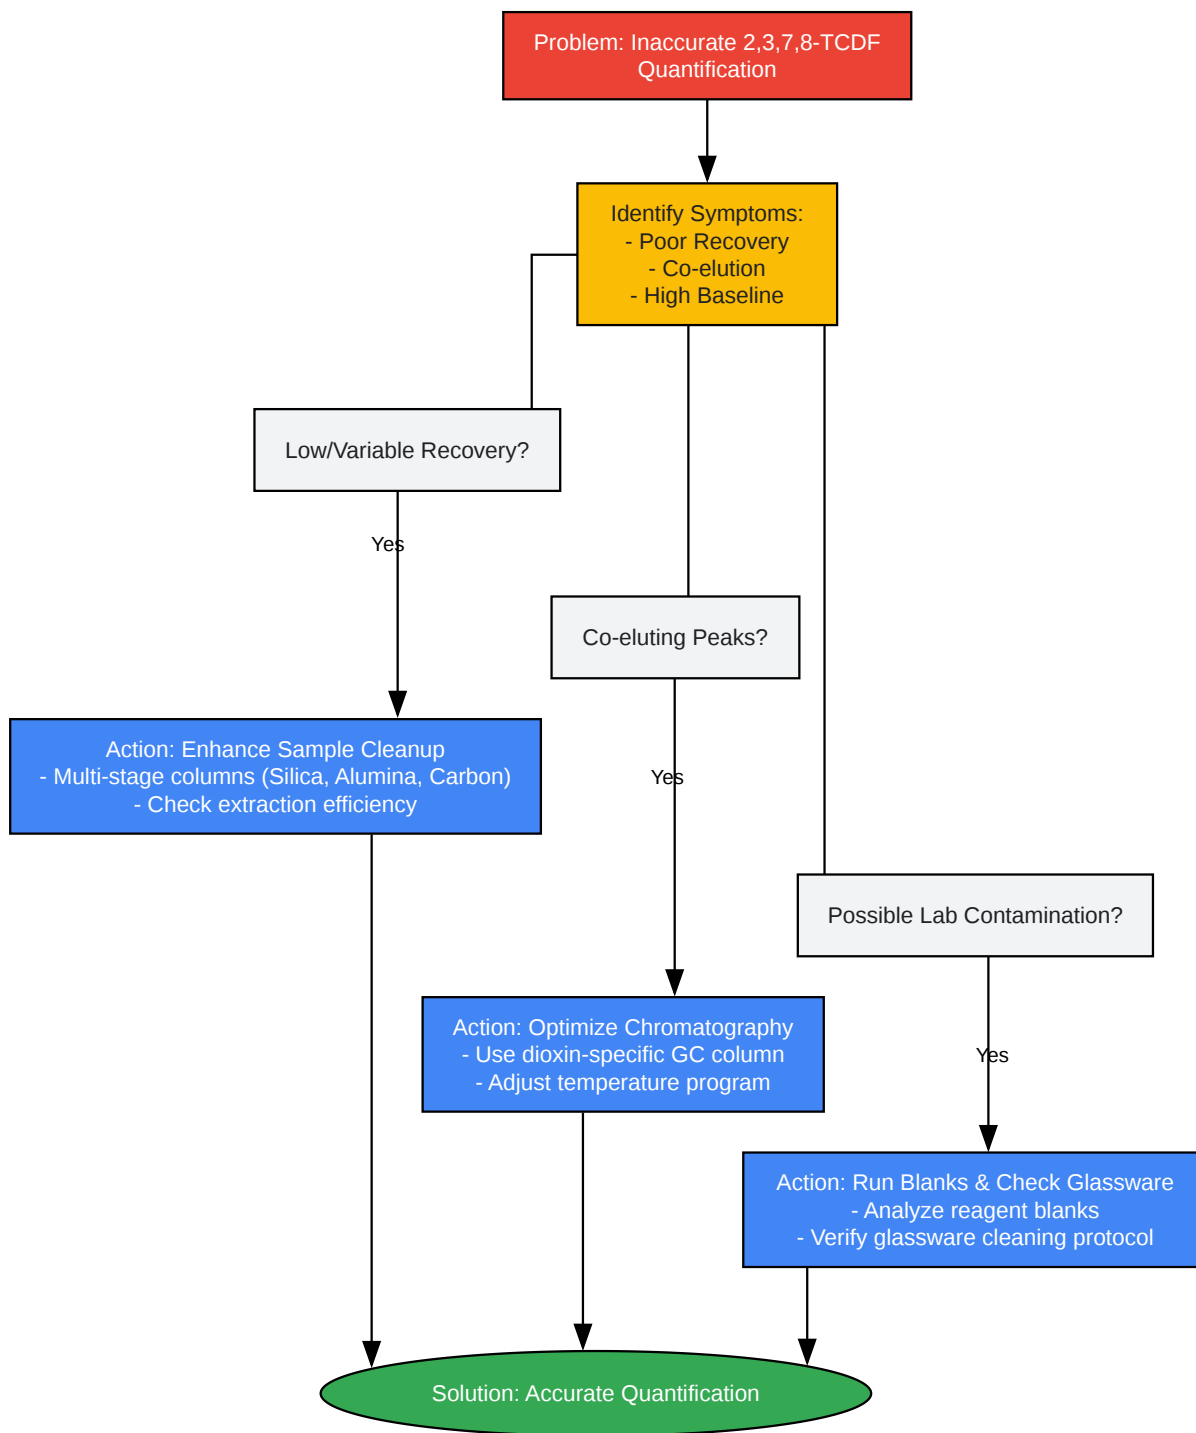 Problem: Inaccurate 2,3,7,8-TCDF
Quantification
Identify Symptoms:
- Poor Recovery
- Co-elution
- High Baseline
Low/Variable Recovery?
Yes
Co-eluting Peaks?
Action: Enhance Sample Cleanup
- Multi-stage columns (Silica, Alumina, Carbon)
- Check extraction efficiency
Yes
Possible Lab Contamination?
Action: Optimize Chromatography
- Use dioxin-specific GC column
- Adjust temperature program
Yes
Action: Run Blanks & Check Glassware
- Analyze reagent blanks
- Verify glassware cleaning protocol
Solution: Accurate Quantification